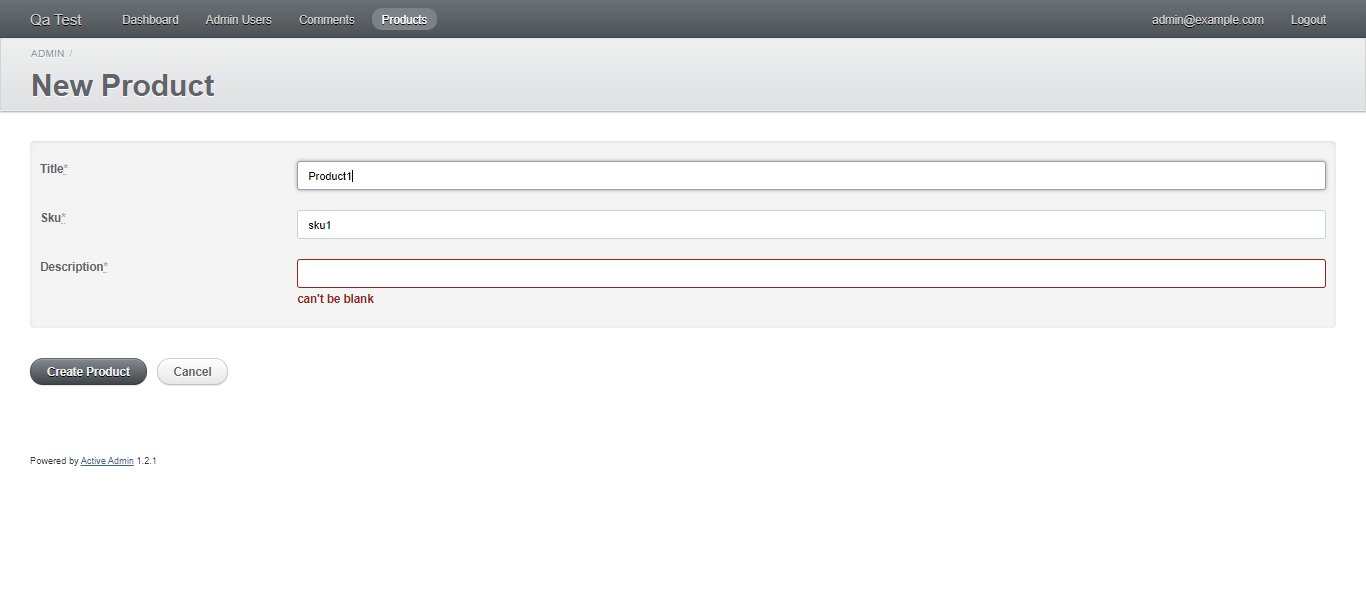 Qa Test Dashboard Admin Users Comments Products admin@example.com Logout
ADMIN /
New Product
Title*
Product1
Sku*
sku1
Description*
can't be blank
Create Product Cancel
Powered by Active Admin 1.2.1